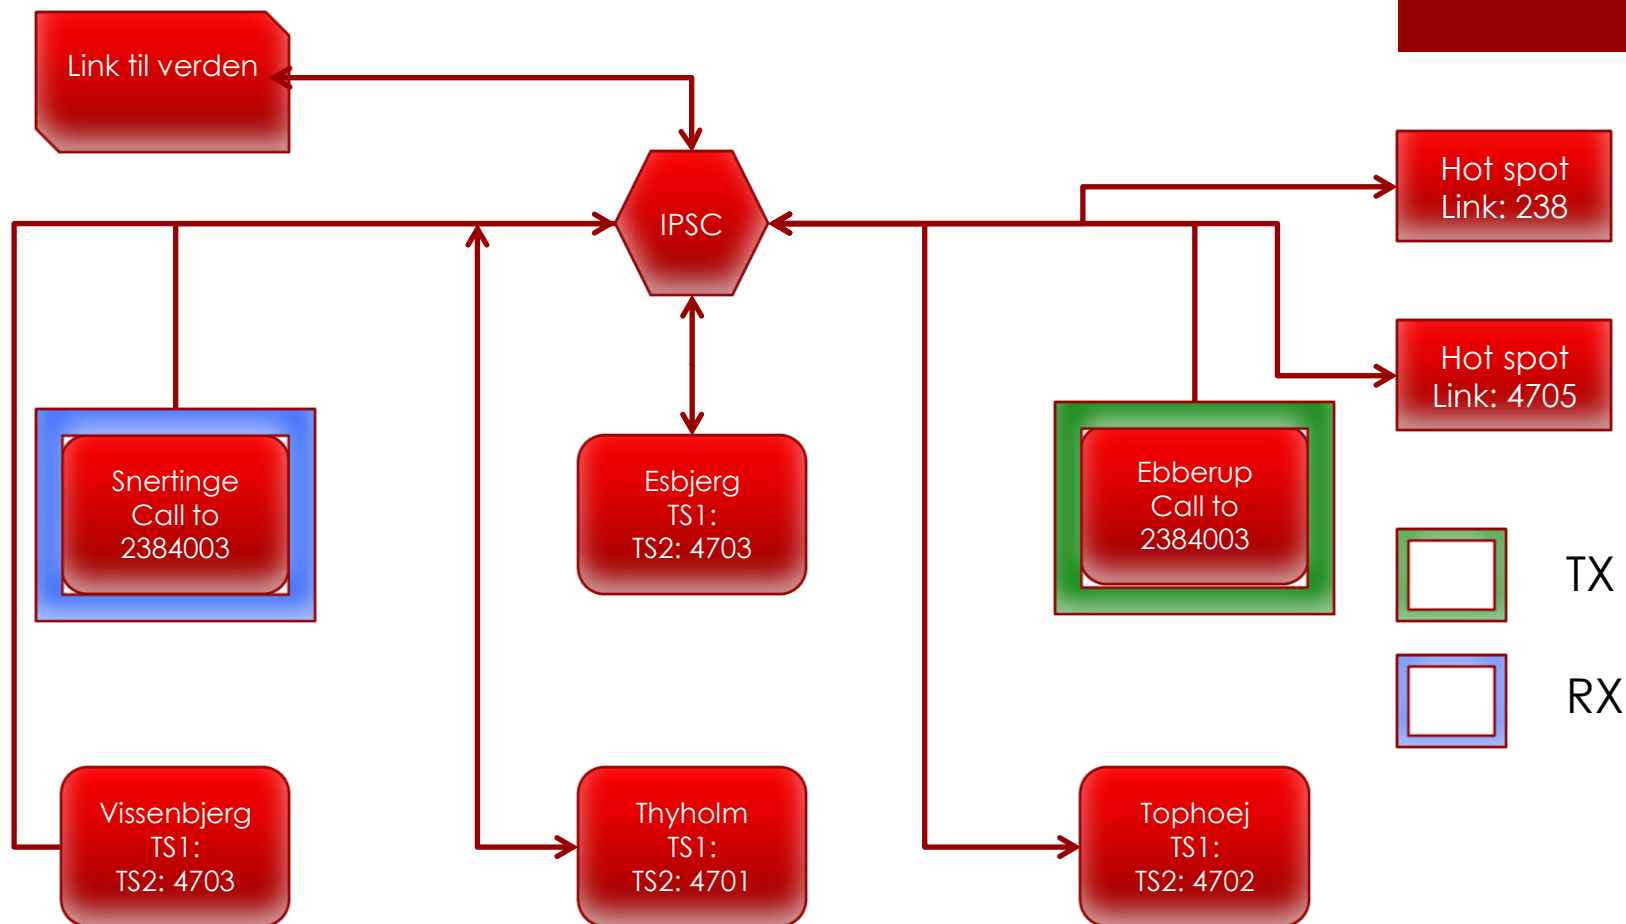 Link til verden
IPSC
Hot spot
Link: 238
Hot spot
Link: 4705
Snertinge
Call to
2384003
Esbjerg
TS1:
TS2: 4703
Ebberup
Call to
2384003
TX
RX
Vissenbjerg
TS1:
TS2: 4703
Thyholm
TS1:
TS2: 4701
Tophoej
TS1:
TS2: 4702